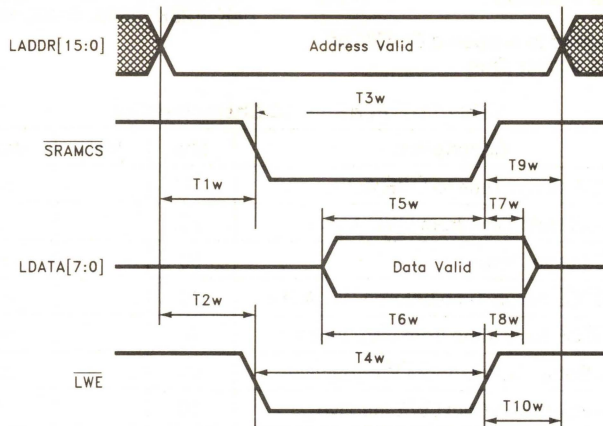 LADDR[15:0]
Address Valid
T3w
SRAMCS
T1w
T9w
T5w
T7w
LDATA[7:0]
Data Valid
T2w
T6w
T8w
T4w
LWE
T10w